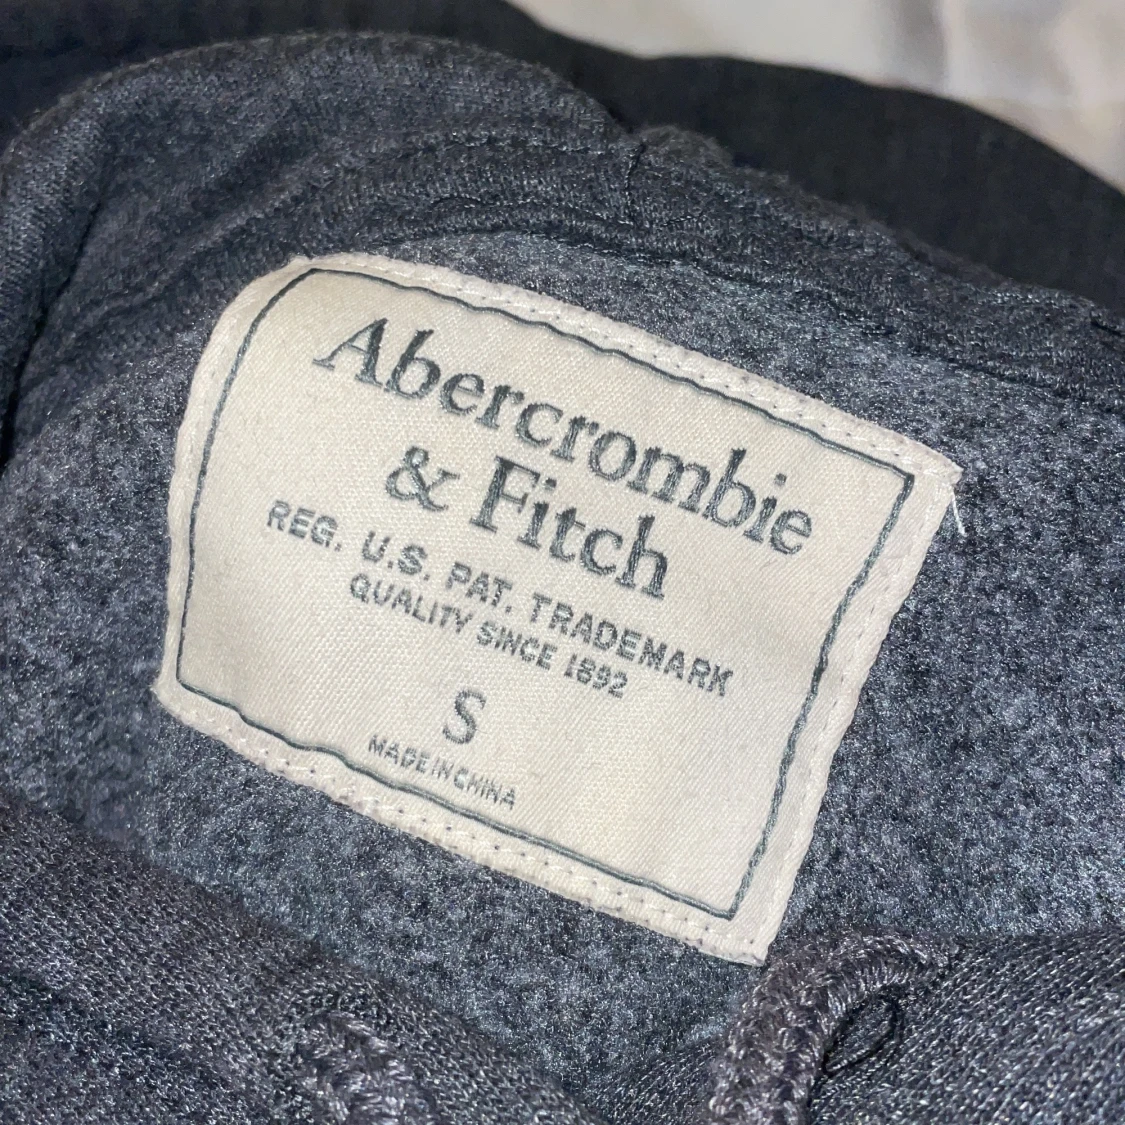 Abercrombie
& Fitch
REG. U.S. PAT. TRADEMARK
QUALITY SINCE 1892
S
MADE IN CHINA